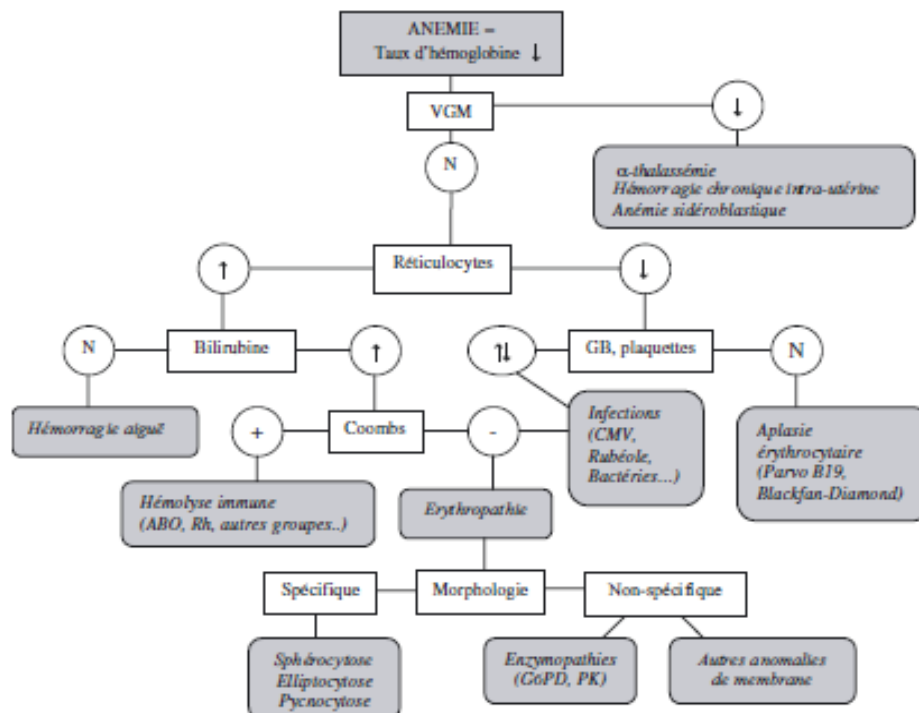 ANEMIE =
Taux d'hémoglobine ↓
VGM
↓
N
α-thalassémie
Hémorragie chronique intra-utérine
Anémie sidéroblastique
↑
Réticulocytes
↓
N
Bilirubine
↑
↑↓
GB, plaquettes
N
Hémorragie aiguë
+
Coombs
-
Infections
(CMV,
Rubéole,
Bactéries…)
Aplasie
érythrocytaire
(Parvo B19,
Blackfan-Diamond)
Hémolyse immune
(ABO, Rh, autres groupes..)
Erythropathie
Spécifique
Morphologie
Non-spécifique
Sphérocytose
Elliptocytose
Pycnocytose
Enzymopathies
(G6PD, PK)
Autres anomalies
de membrane